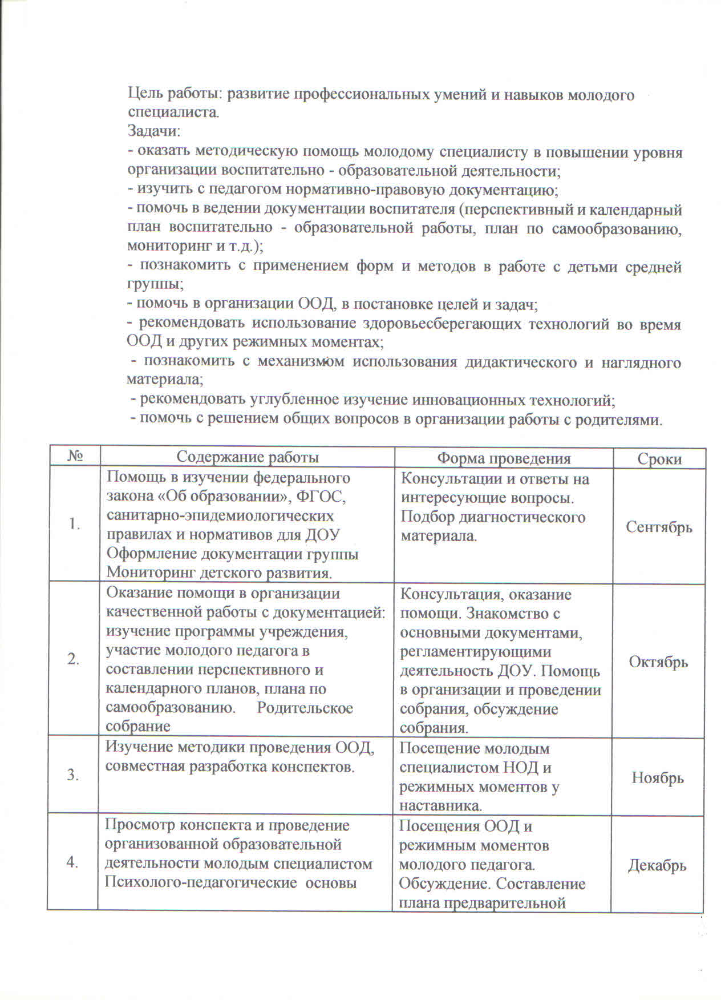 Цель работы: развитие профессиональных умений и навыков молодого
специалиста.
Задачи:
- оказать методическую помощь молодому специалисту в повышении уровня
организации воспитательно - образовательной деятельности;
- изучить с педагогом нормативно-правовую документацию;
- помочь в ведении документации воспитателя (перспективный и календарный
план воспитательно - образовательной работы, план по самообразованию,
мониторинг и т.д.);
- познакомить с применением форм и методов в работе с детьми средней
группы;
- помочь в организации ООД, в постановке целей и задач;
- рекомендовать использование здоровьесберегающих технологий во время
ООД и других режимных моментах;
- познакомить с механизмом использования дидактического и наглядного
материала;
- рекомендовать углубленное изучение инновационных технологий;
- помочь с решением общих вопросов в организации работы с родителями.
№ Содержание работы Форма проведения Сроки
1.
Помощь в изучении федерального
закона «Об образовании», ФГОС,
санитарно-эпидемиологических
правилах и нормативов для ДОУ
Оформление документации группы
Мониторинг детского развития.
Консультации и ответы на
интересующие вопросы.
Подбор диагностического
материала.
Сентябрь
2.
Оказание помощи в организации
качественной работы с документацией:
изучение программы учреждения,
участие молодого педагога в
составлении перспективного и
календарного планов, плана по
самообразованию. Родительское
собрание
Консультация, оказание
помощи. Знакомство с
основными документами,
регламентирующими
деятельность ДОУ. Помощь
в организации и проведении
собрания, обсуждение
собрания.
Октябрь
3.
Изучение методики проведения ООД,
совместная разработка конспектов.
Посещение молодым
специалистом НОД и
режимных моментов у
наставника.
Ноябрь
4.
Просмотр конспекта и проведение
организованной образовательной
деятельности молодым специалистом
Психолого-педагогические основы
Посещения ООД и
режимным моментов
молодого педагога.
Обсуждение. Составление
плана предварительной
Декабрь